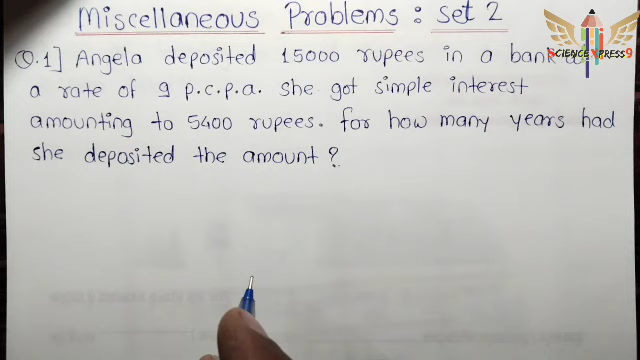 Miscellaneous Problems : Set 2
Q.1] Angela deposited 15000 rupees in a bank at
a rate of 9 p.c.p.a. She got simple interest
amounting to 5400 rupees. For how many years had
she deposited the amount ?
SCIENCE XPRESS9